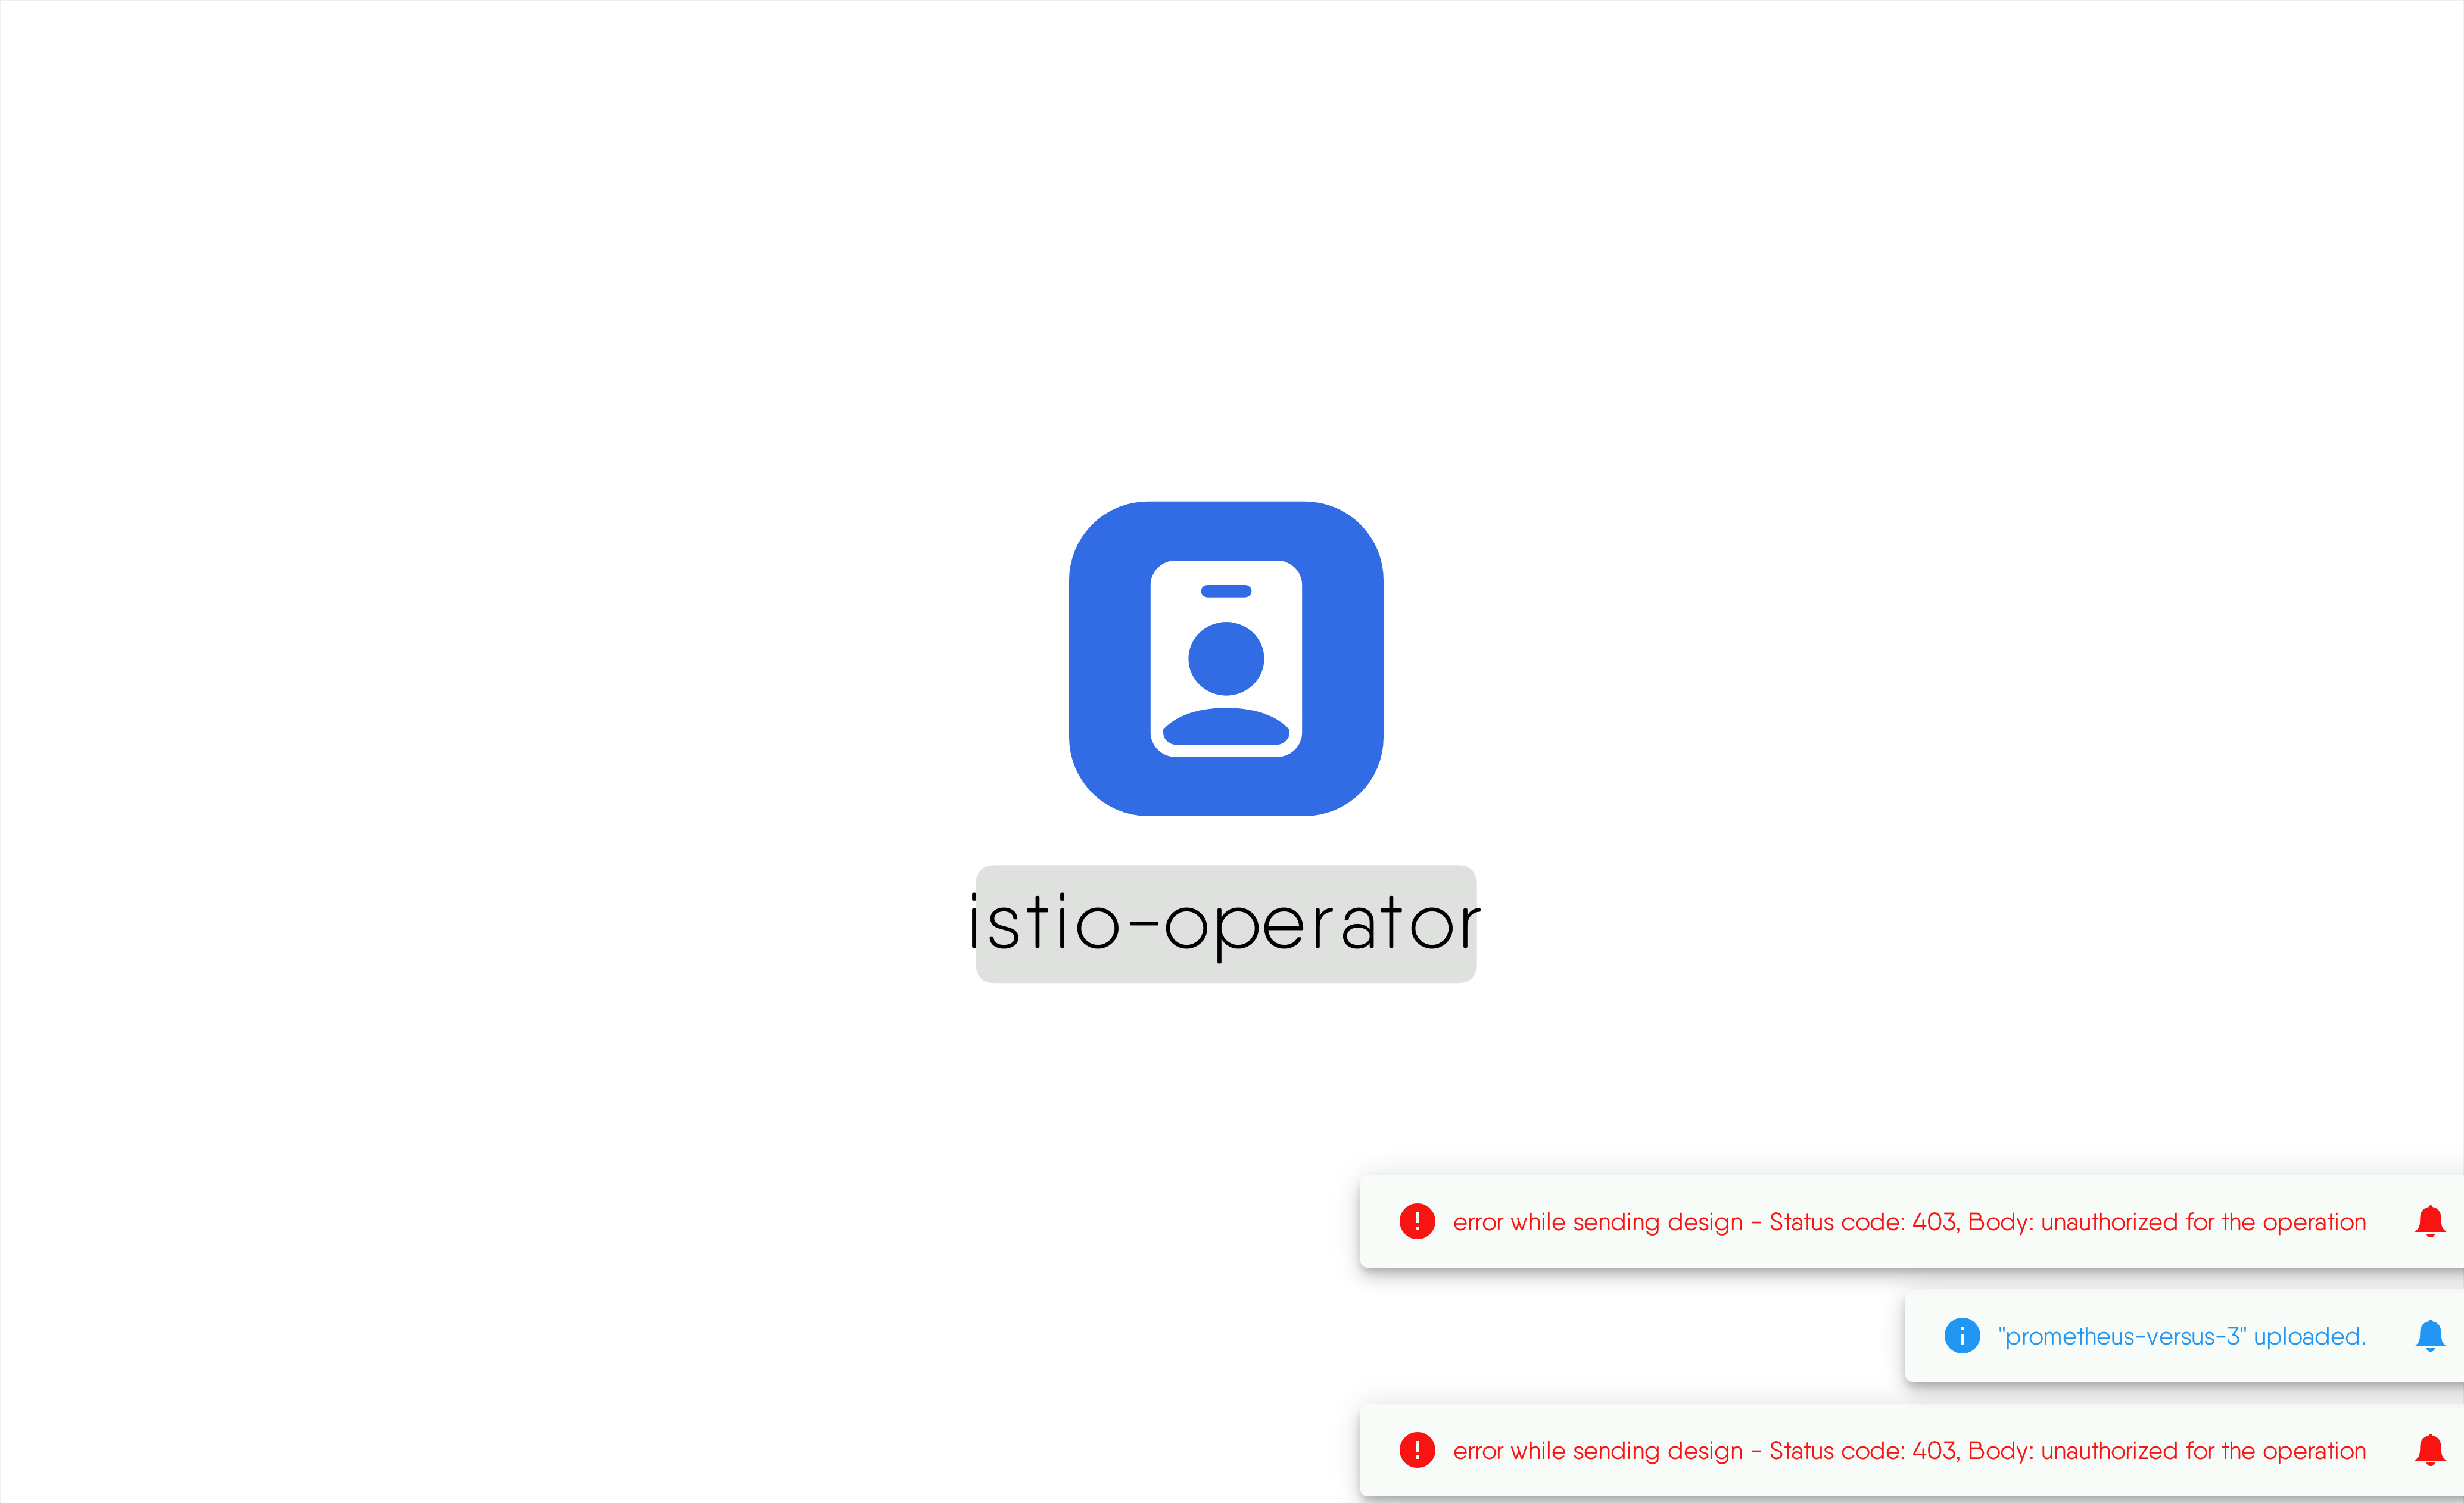 istio-operator
error while sending design - Status code: 403, Body: unauthorized for the operation
"prometheus-versus-3" uploaded.
error while sending design - Status code: 403, Body: unauthorized for the operation